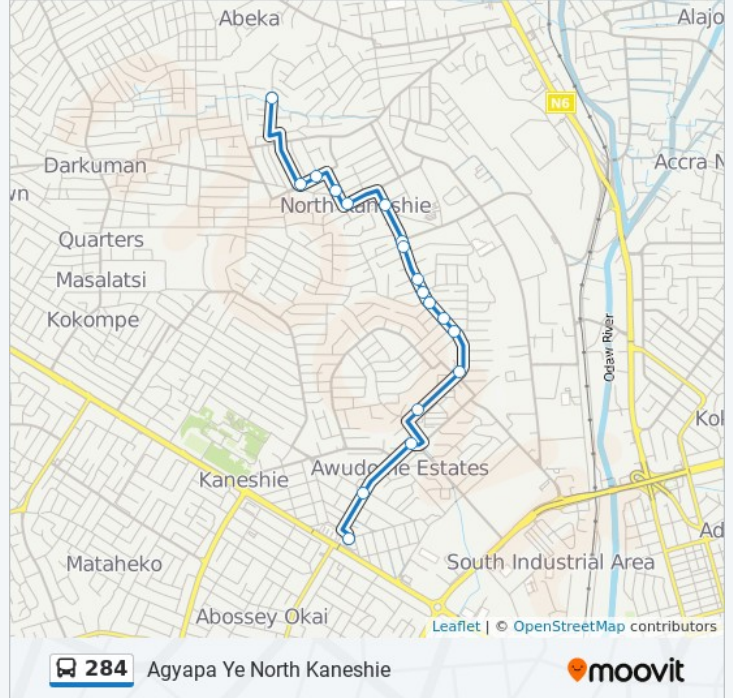 Abeka
Alajo
N6
Darkuman
Accra N
wn
North Kaneshie
Quarters
Masalatsi
Kokompe
Odaw River
Kol
Awudome Estates
Kaneshie
Ad
Mataheko
South Industrial Area
Abossey Okai
Leaflet | © OpenStreetMap contributors
284 Agyapa Ye North Kaneshie
moovit